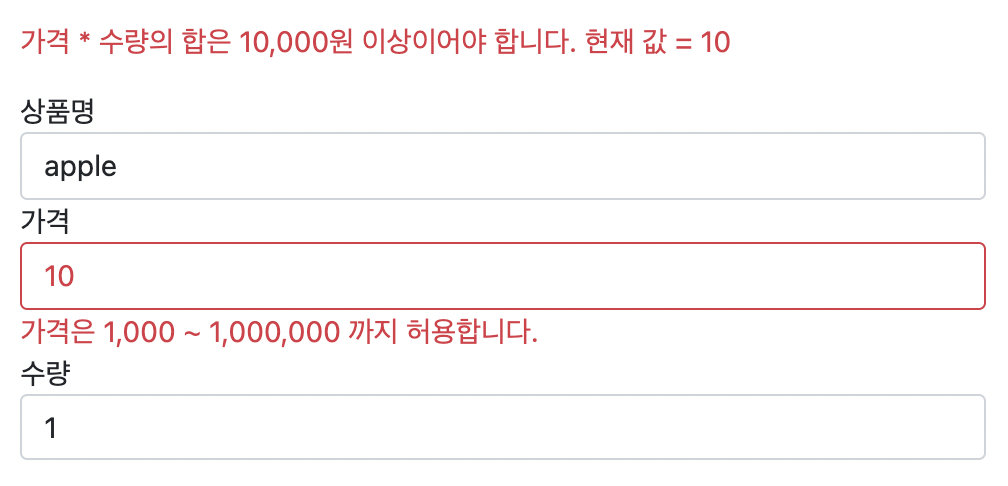 가격 * 수량의 합은 10,000원 이상이어야 합니다. 현재 값 = 10
상품명
apple
가격
10
가격은 1,000 ~ 1,000,000 까지 허용합니다.
수량
1